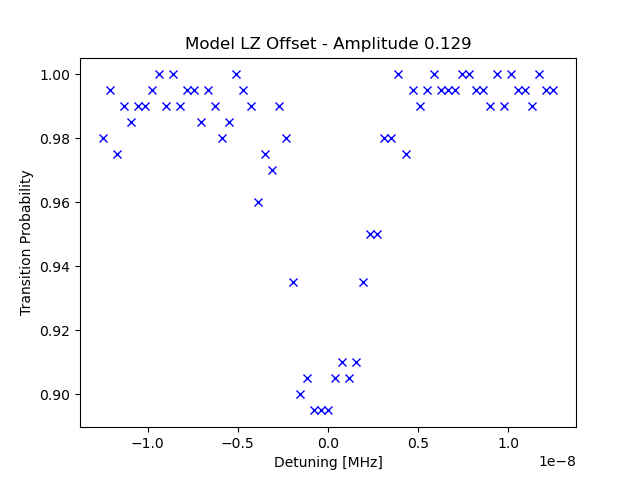 Model LZ Offset - Amplitude 0.129
Transition Probability
1.00
0.98
0.96
0.94
0.92
0.90
−1.0 −0.5 0.0 0.5 1.0
1e−8
Detuning [MHz]